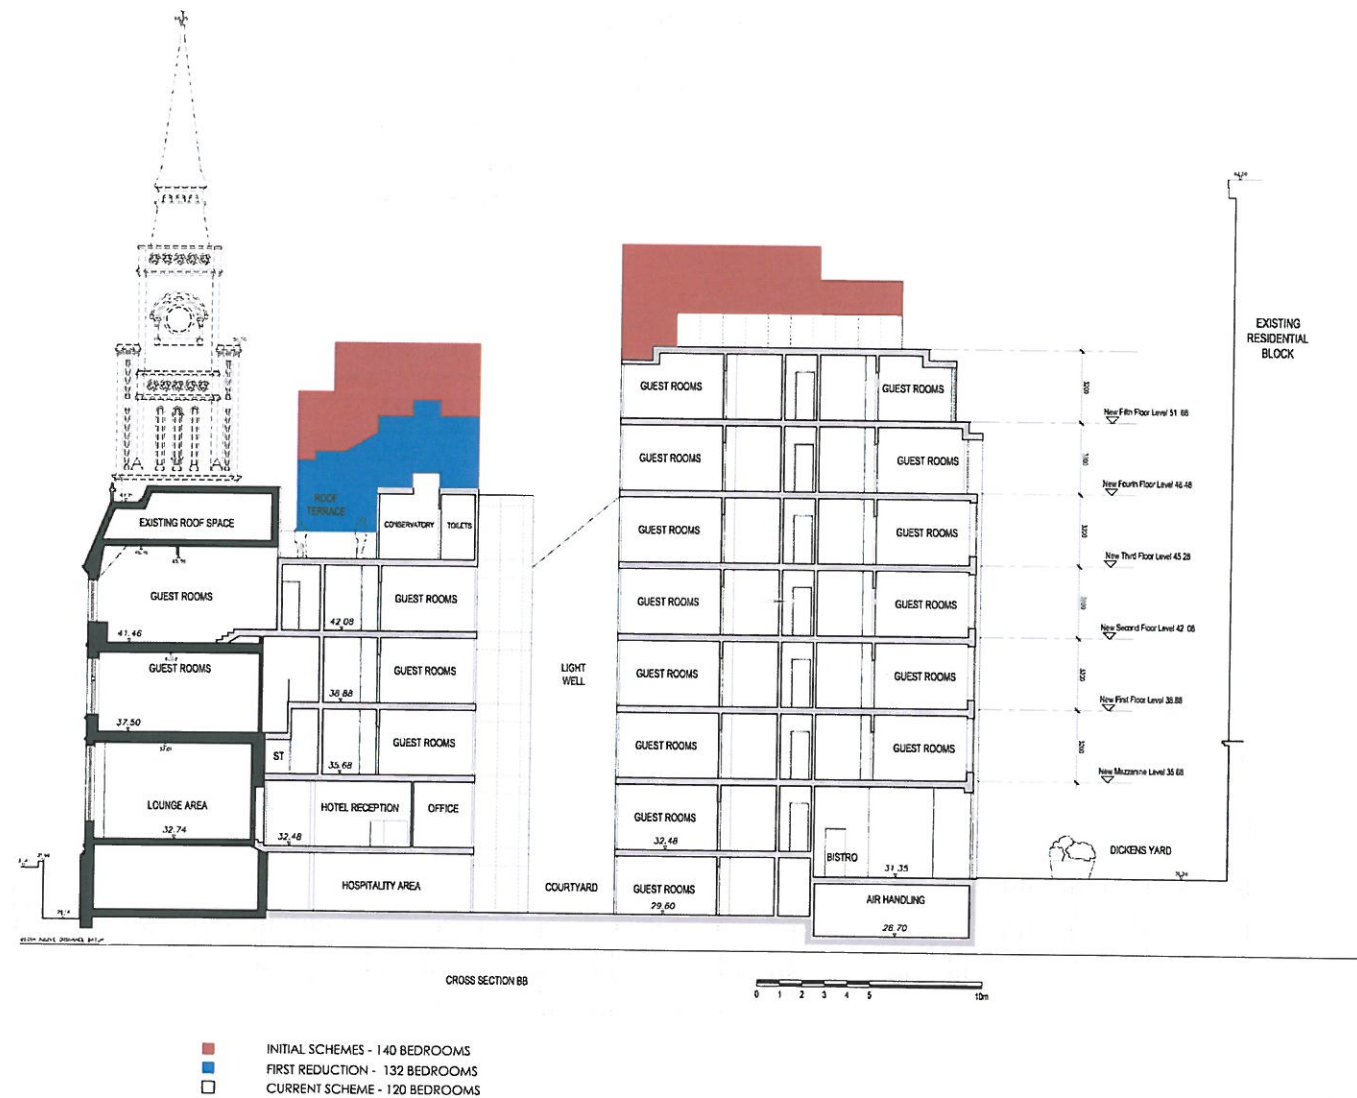 EXISTING
RESIDENTIAL
BLOCK
GUEST ROOMS
GUEST ROOMS
New Fifth Floor Level 51 68
GUEST ROOMS
GUEST ROOMS
ROOF
TERRACE
New Fourth Floor Level 48.48
EXISTING ROOF SPACE
CONSERVATORY
TOILETS
GUEST ROOMS
GUEST ROOMS
New Third Floor Level 45.28
GUEST ROOMS
GUEST ROOMS
GUEST ROOMS
GUEST ROOMS
41.46
42.08
New Second Floor Level 42 08
GUEST ROOMS
GUEST ROOMS
LIGHT
WELL
GUEST ROOMS
GUEST ROOMS
38.88
New First Floor Level 38.88
37.50
ST
GUEST ROOMS
GUEST ROOMS
GUEST ROOMS
35.68
New Mezzanine Level 35 68
LOUNGE AREA
HOTEL RECEPTION
OFFICE
GUEST ROOMS
32.74
32.48
32.48
BISTRO
31.35
DICKENS YARD
HOSPITALITY AREA
COURTYARD
GUEST ROOMS
29.60
AIR HANDLING
28.70
CROSS SECTION BB
0 1 2 3 4 5 10m
INITIAL SCHEMES - 140 BEDROOMS
FIRST REDUCTION - 132 BEDROOMS
CURRENT SCHEME - 120 BEDROOMS